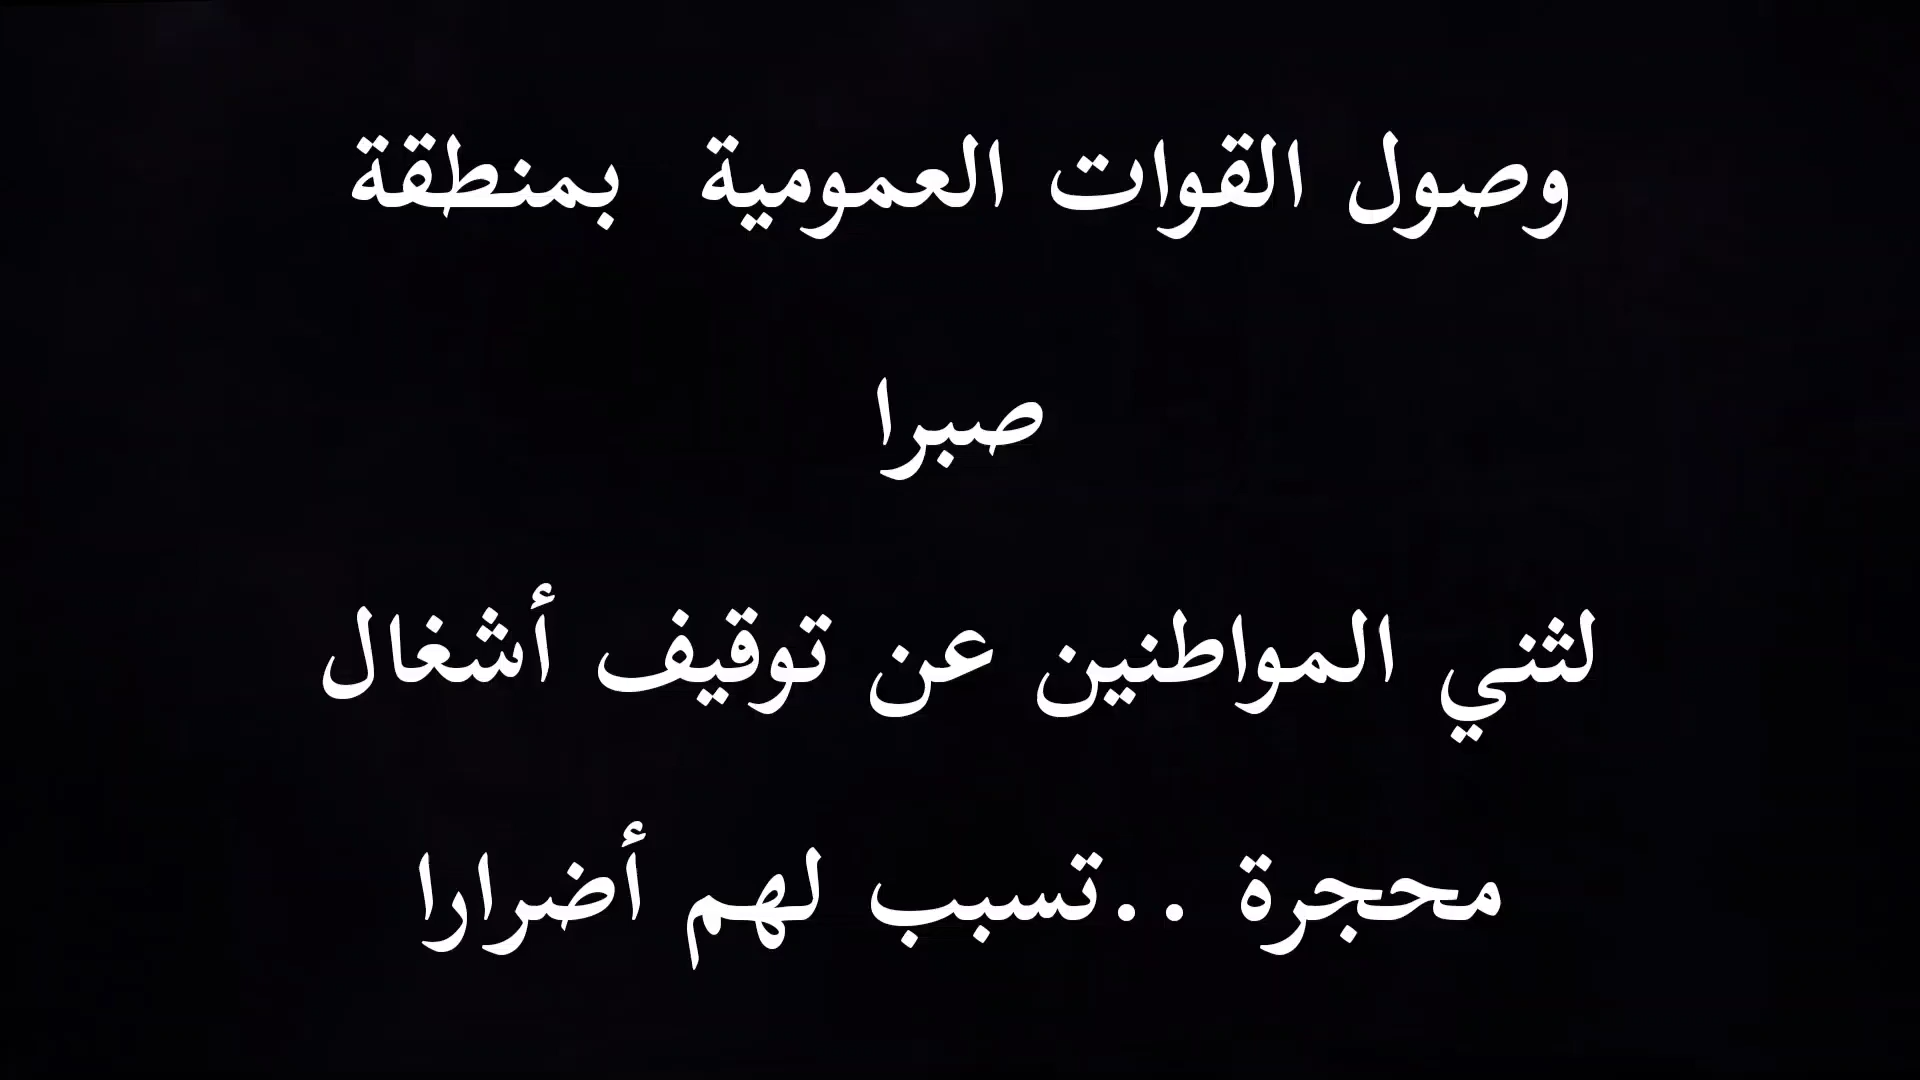 وصول القوات العمومية بمنطقة
صبرا
لثني المواطنين عن توقيف أشغال
محجرة ..تسبب لهم أضرارا